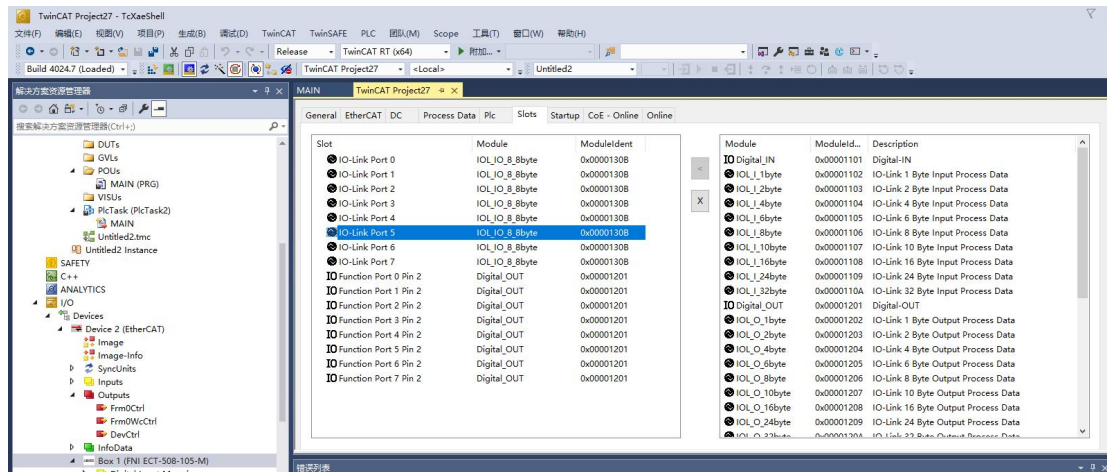 TwinCAT Project27 - TcXaeShell
文件(F) 编辑(E) 视图(V) 项目(P) 生成(B) 调试(D) TwinCAT TwinSAFE PLC 团队(M) Scope 工具(T) 窗口(W) 帮助(H)
Release TwinCAT RT (x64) 附加...
Build 4024.7 (Loaded) TwinCAT Project27 <Local> Untitled2
解决方案资源管理器
搜索解决方案资源管理器(Ctrl+;)
DUTs
GVLs
POUs
MAIN (PRG)
VISUs
PlcTask (PlcTask2)
MAIN
Untitled2.tmc
Untitled2 Instance
SAFETY
C++
ANALYTICS
I/O
Devices
Device 2 (EtherCAT)
Image
Image-Info
SyncUnits
Inputs
Outputs
Frm0Ctrl
Frm0WcCtrl
DevCtrl
InfoData
Box 1 (FNI ECT-508-105-M)
MAIN TwinCAT Project27
General EtherCAT DC Process Data Plc Slots Startup CoE - Online Online
Slot Module ModuleIdent
IO-Link Port 0 IOL_IO_8_8byte 0x0000130B
IO-Link Port 1 IOL_IO_8_8byte 0x0000130B
IO-Link Port 2 IOL_IO_8_8byte 0x0000130B
IO-Link Port 3 IOL_IO_8_8byte 0x0000130B
IO-Link Port 4 IOL_IO_8_8byte 0x0000130B
IO-Link Port 5 IOL_IO_8_8byte 0x0000130B
IO-Link Port 6 IOL_IO_8_8byte 0x0000130B
IO-Link Port 7 IOL_IO_8_8byte 0x0000130B
IO Function Port 0 Pin 2 Digital_OUT 0x00001201
IO Function Port 1 Pin 2 Digital_OUT 0x00001201
IO Function Port 2 Pin 2 Digital_OUT 0x00001201
IO Function Port 3 Pin 2 Digital_OUT 0x00001201
IO Function Port 4 Pin 2 Digital_OUT 0x00001201
IO Function Port 5 Pin 2 Digital_OUT 0x00001201
IO Function Port 6 Pin 2 Digital_OUT 0x00001201
IO Function Port 7 Pin 2 Digital_OUT 0x00001201
<
X
Module ModuleId... Description
IO Digital_IN 0x00001101 Digital-IN
IOL_I_1byte 0x00001102 IO-Link 1 Byte Input Process Data
IOL_I_2byte 0x00001103 IO-Link 2 Byte Input Process Data
IOL_I_4byte 0x00001104 IO-Link 4 Byte Input Process Data
IOL_I_6byte 0x00001105 IO-Link 6 Byte Input Process Data
IOL_I_8byte 0x00001106 IO-Link 8 Byte Input Process Data
IOL_I_10byte 0x00001107 IO-Link 10 Byte Input Process Data
IOL_I_16byte 0x00001108 IO-Link 16 Byte Input Process Data
IOL_I_24byte 0x00001109 IO-Link 24 Byte Input Process Data
IOL_I_32byte 0x0000110A IO-Link 32 Byte Input Process Data
IO Digital_OUT 0x00001201 Digital-OUT
IOL_O_1byte 0x00001202 IO-Link 1 Byte Output Process Data
IOL_O_2byte 0x00001203 IO-Link 2 Byte Output Process Data
IOL_O_4byte 0x00001204 IO-Link 4 Byte Output Process Data
IOL_O_6byte 0x00001205 IO-Link 6 Byte Output Process Data
IOL_O_8byte 0x00001206 IO-Link 8 Byte Output Process Data
IOL_O_10byte 0x00001207 IO-Link 10 Byte Output Process Data
IOL_O_16byte 0x00001208 IO-Link 16 Byte Output Process Data
IOL_O_24byte 0x00001209 IO-Link 24 Byte Output Process Data
IOL_O_32byte 0x0000120A IO-Link 32 Byte Output Process Data
错误列表